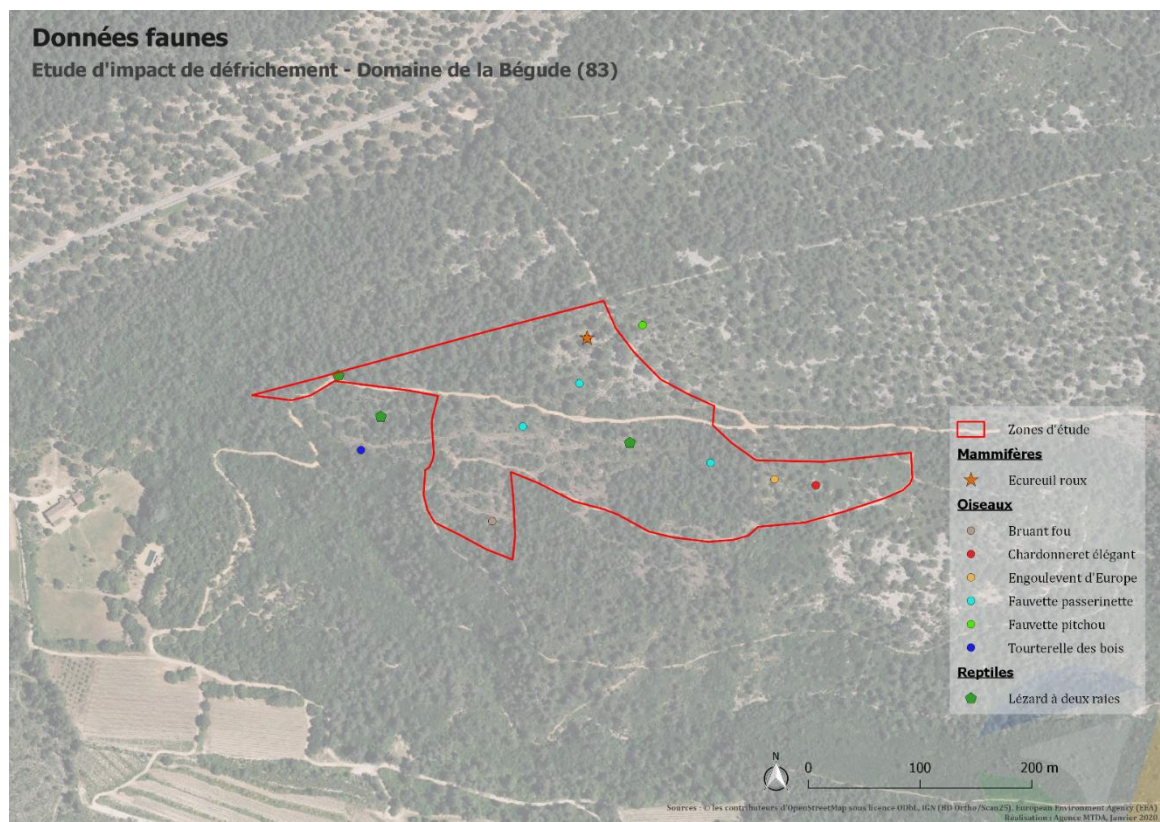 Données faunes
Etude d'impact de défrichement - Domaine de la Bégude (83)
Zones d'étude
Mammifères
Ecureuil roux
Oiseaux
Bruant fou
Chardonneret élégant
Engoulevent d'Europe
Fauvette passerinette
Fauvette pitchou
Tourterelle des bois
Reptiles
Lézard à deux raies
N
0 100 200 m
Sources : © les contributeurs d'OpenStreetMap sous licence ODbL, IGN (BD Ortho/Scan25), European Environment Agency (EEA)
Réalisation : Agence MTDA, Janvier 2020